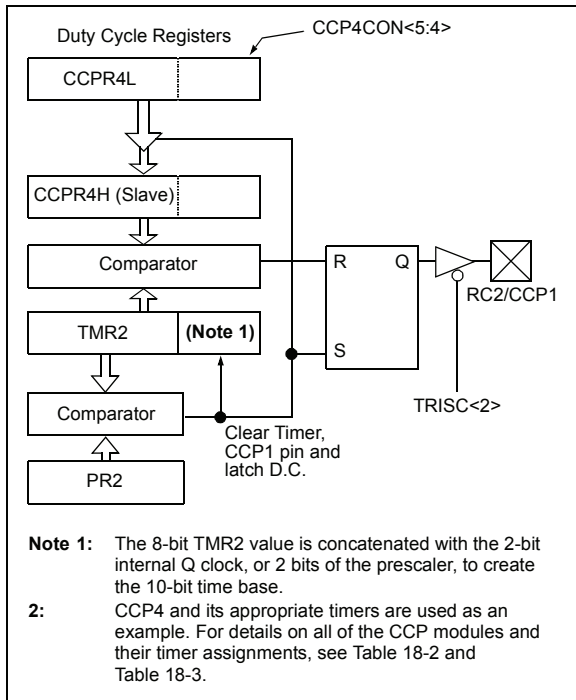 Duty Cycle Registers
CCP4CON<5:4>
CCPR4L
CCPR4H (Slave)
Comparator
R
Q
RC2/CCP1
TMR2
(Note 1)
S
TRISC<2>
Comparator
Clear Timer,
CCP1 pin and
latch D.C.
PR2
Note 1: The 8-bit TMR2 value is concatenated with the 2-bit
internal Q clock, or 2 bits of the prescaler, to create
the 10-bit time base.
2: CCP4 and its appropriate timers are used as an
example. For details on all of the CCP modules and
their timer assignments, see Table 18-2 and
Table 18-3.